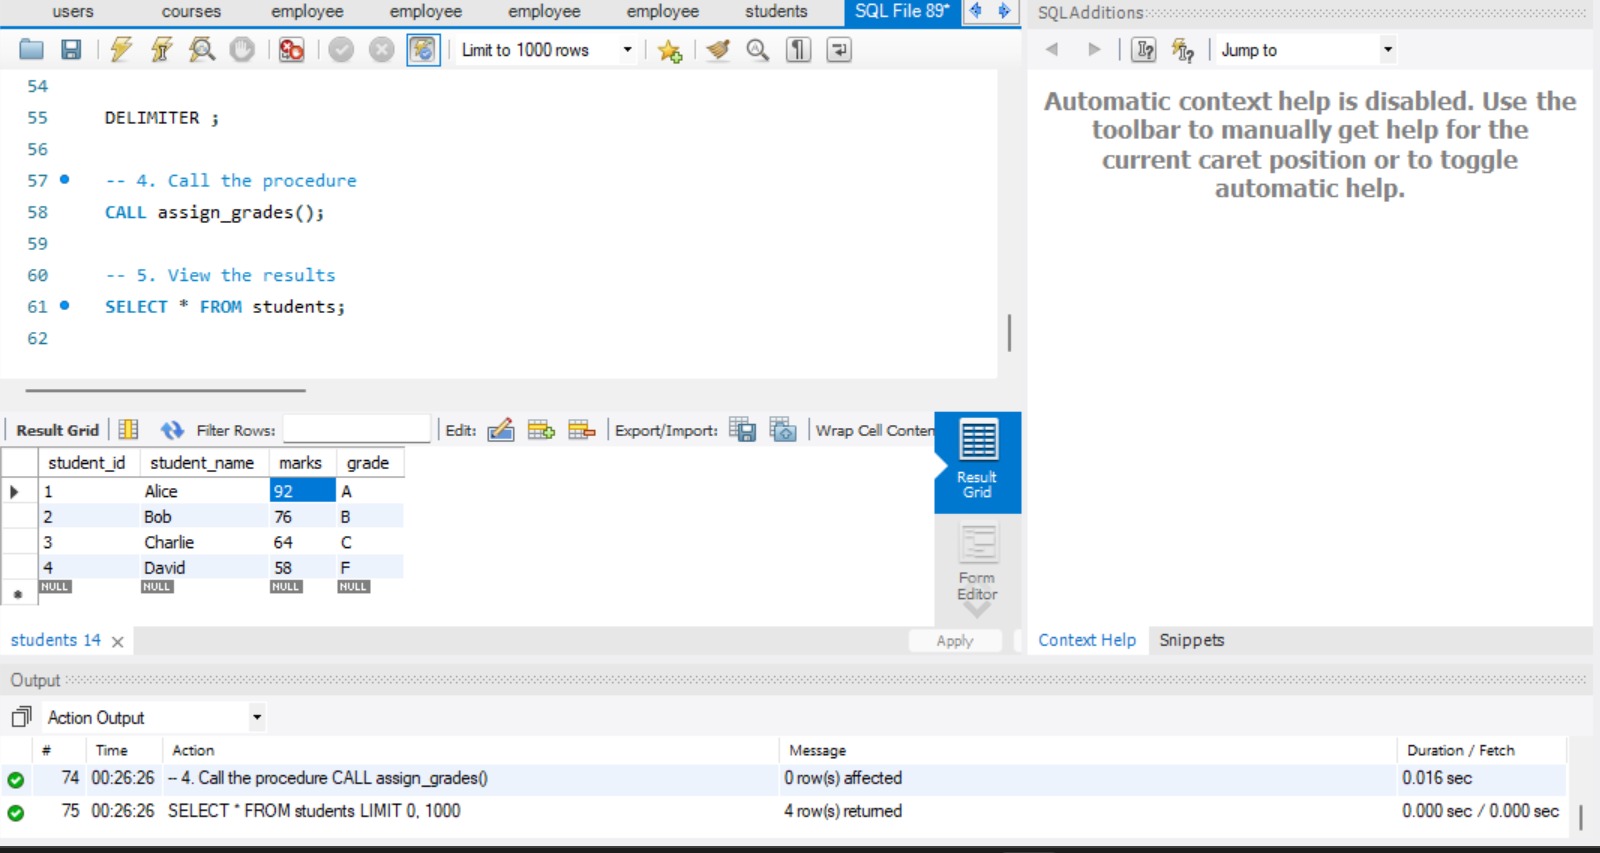 users courses employee employee employee employee students SQL File 89*
Limit to 1000 rows
54
55 DELIMITER ;
56
57 -- 4. Call the procedure
58 CALL assign_grades();
59
60 -- 5. View the results
61 SELECT * FROM students;
62
SQLAdditions
Jump to
Automatic context help is disabled. Use the
toolbar to manually get help for the
current caret position or to toggle
automatic help.
Result Grid Filter Rows: Edit: Export/Import: Wrap Cell Conten
student_id student_name marks grade
1 Alice 92 A
2 Bob 76 B
3 Charlie 64 C
4 David 58 F
NULL NULL NULL NULL
Result
Grid
Form
Editor
students 14
Apply
Context Help Snippets
Output
Action Output
# Time Action Message Duration / Fetch
74 00:26:26 -- 4. Call the procedure CALL assign_grades() 0 row(s) affected 0.016 sec
75 00:26:26 SELECT * FROM students LIMIT 0, 1000 4 row(s) returned 0.000 sec / 0.000 sec